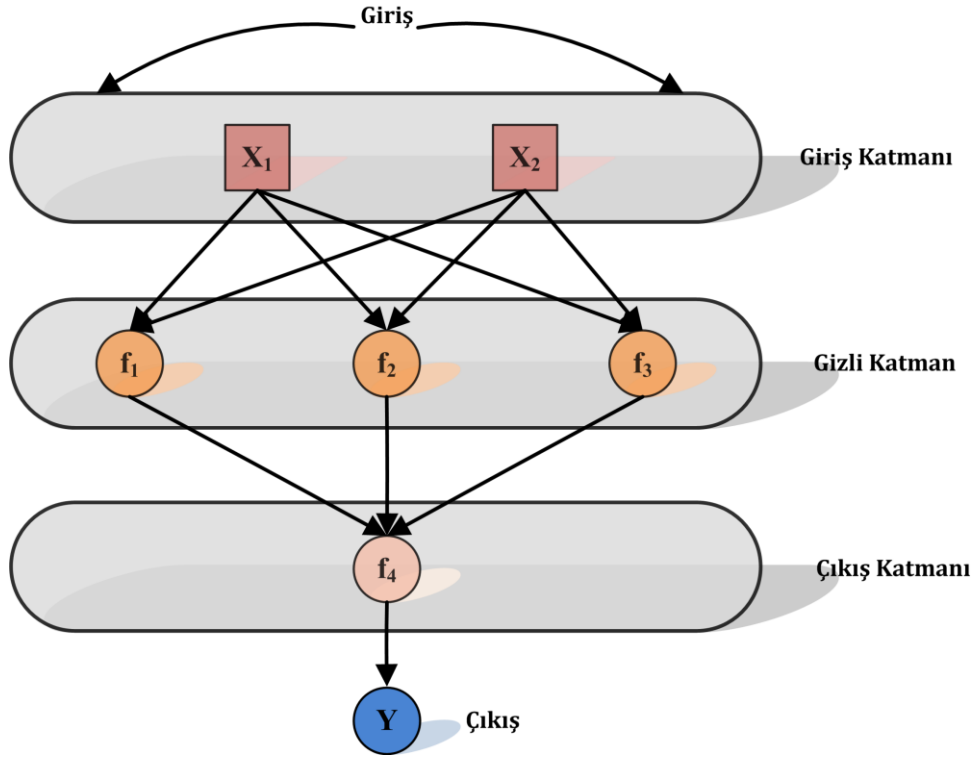 Giriş
X₁
X₂
Giriş Katmanı
f₁
f₂
f₃
Gizli Katman
f₄
Çıkış Katmanı
Y
Çıkış